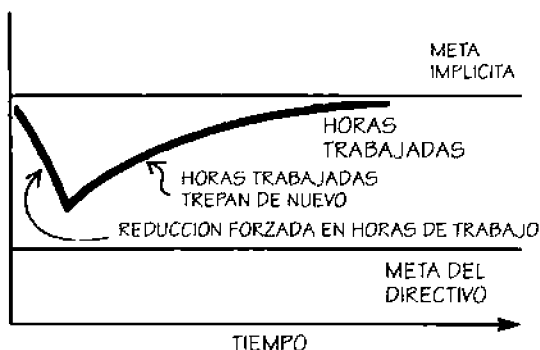 META
IMPLICITA
HORAS
TRABAJADAS
HORAS TRABAJADAS
TREPAN DE NUEVO
REDUCCION FORZADA EN HORAS DE TRABAJO
META DEL
DIRECTIVO
TIEMPO